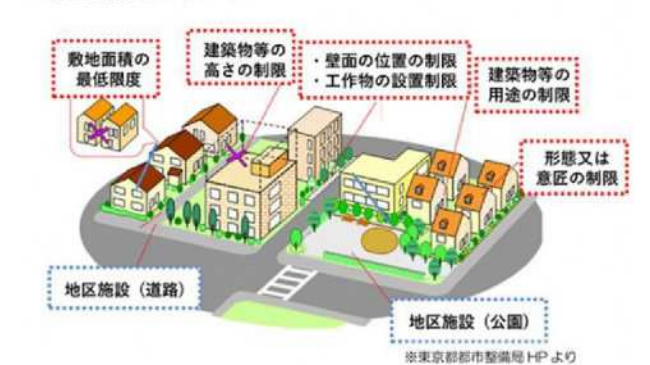 敷地面積の
最低限度
建築物等の
高さの制限
・壁面の位置の制限
・工作物の設置制限
建築物等の
用途の制限
形態又は
意匠の制限
地区施設（道路）
地区施設（公園）
※東京都都市整備局HPより